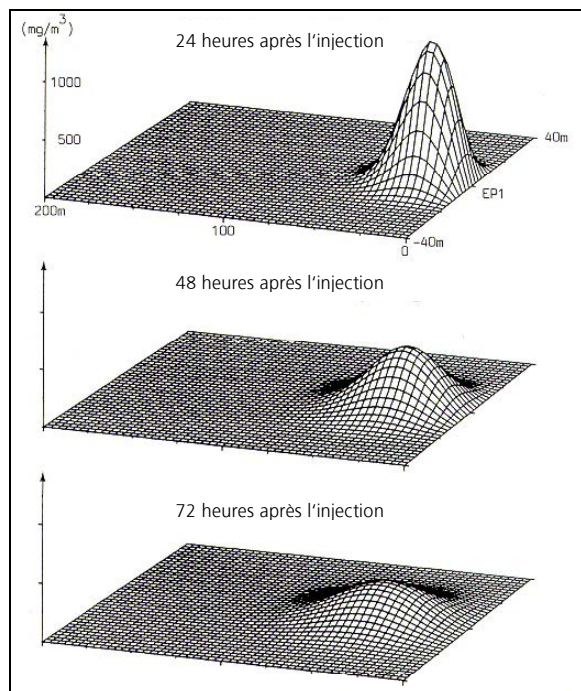 (mg/m³)
24 heures après l'injection
1000
500
40m
EP1
200m
100
0
-40m
48 heures après l'injection
72 heures après l'injection